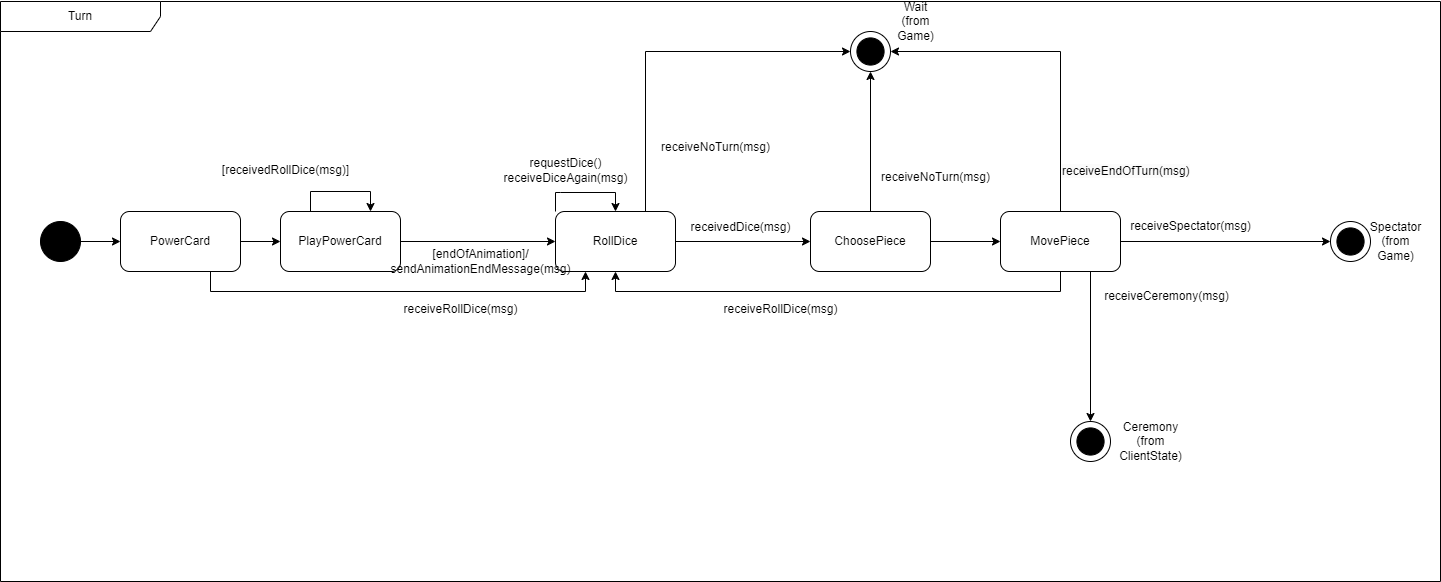 Turn
Wait
(from
Game)
receiveNoTurn(msg)
[receivedRollDice(msg)]
requestDice()
receiveDiceAgain(msg)
receiveNoTurn(msg)
receiveEndOfTurn(msg)
PowerCard
PlayPowerCard
[endOfAnimation]/
sendAnimationEndMessage(msg)
RollDice
receivedDice(msg)
ChoosePiece
MovePiece
receiveSpectator(msg)
Spectator
(from
Game)
receiveRollDice(msg)
receiveRollDice(msg)
receiveCeremony(msg)
Ceremony
(from
ClientState)